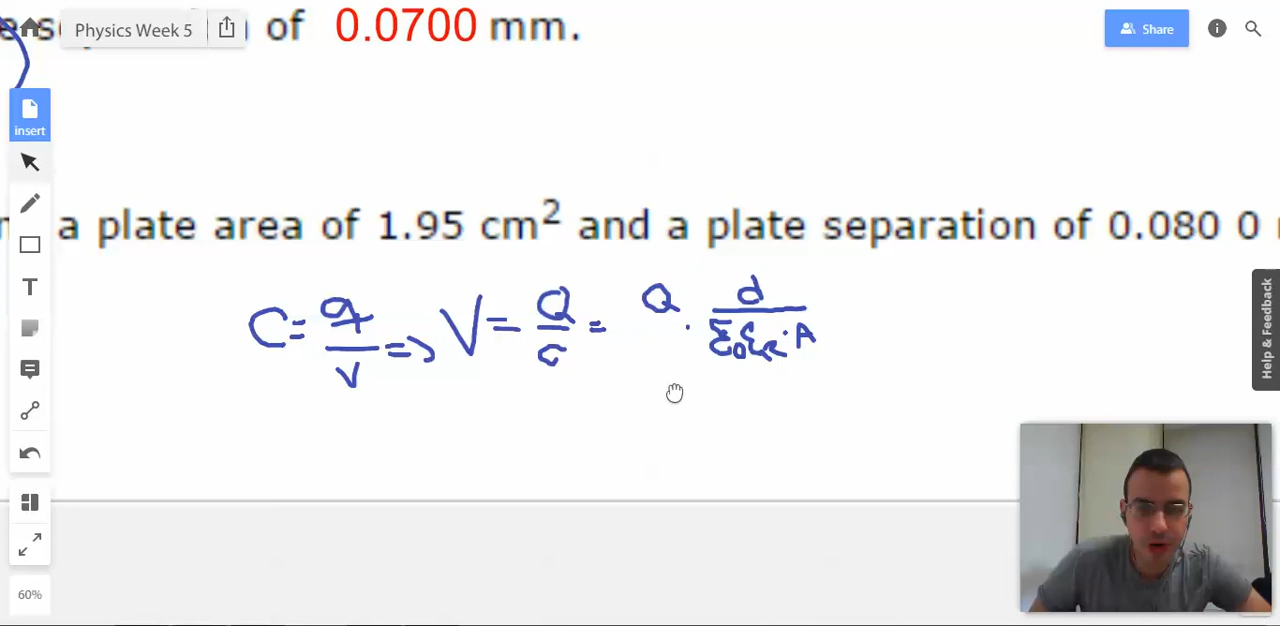 of 0.0700 mm.
Physics Week 5
Share
insert
a plate area of 1.95 cm² and a plate separation of 0.080 0
C = q/V => V = Q/C = Q · d/(ε₀εᵣ · A)
T
Help & Feedback
60%